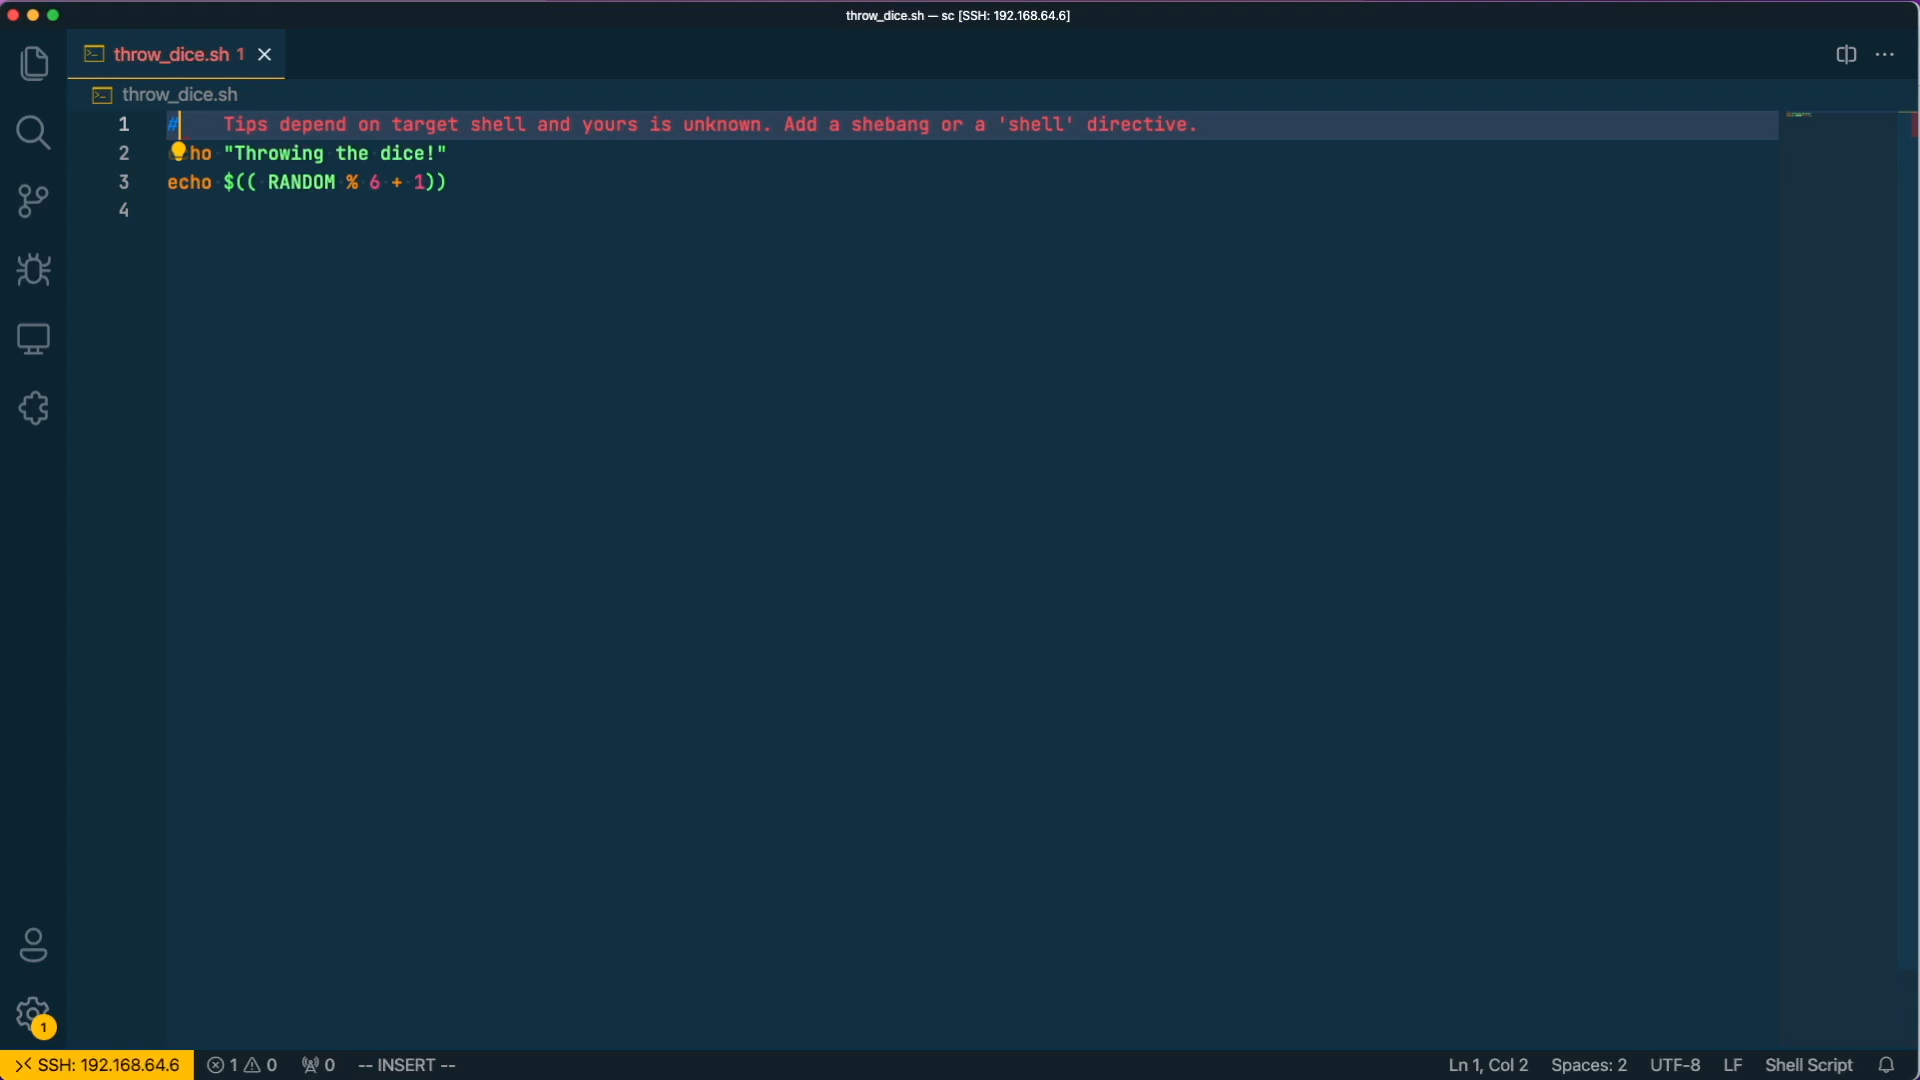 throw_dice.sh — sc [SSH: 192.168.64.6]
throw_dice.sh 1
throw_dice.sh
1 # Tips depend on target shell and yours is unknown. Add a shebang or a 'shell' directive.
2 echo "Throwing the dice!"
3 echo $(( RANDOM % 6 + 1))
4
1
SSH: 192.168.64.6 1 0 0 -- INSERT -- Ln 1, Col 2 Spaces: 2 UTF-8 LF Shell Script